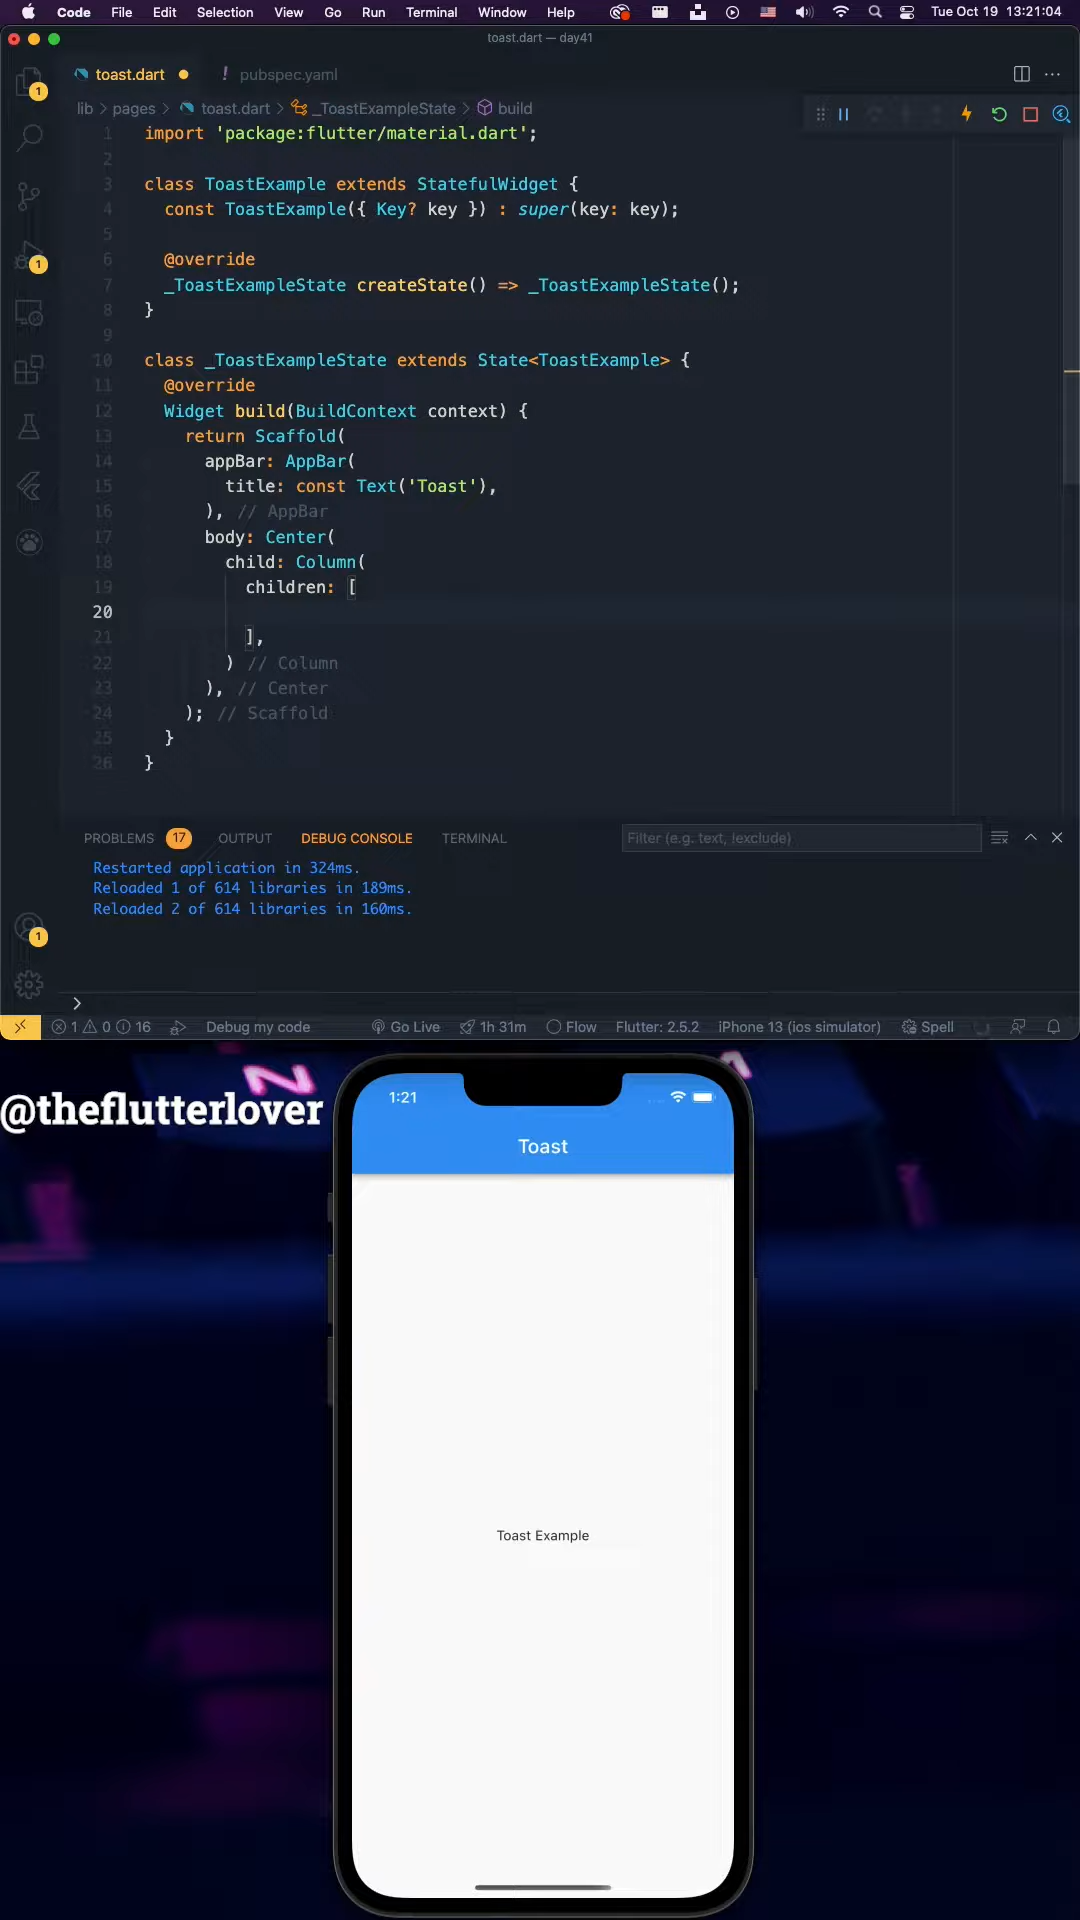 Code File Edit Selection View Go Run Terminal Window Help Tue Oct 19 13:21:04
toast.dart — day41
toast.dart ! pubspec.yaml
lib > pages > toast.dart > _ToastExampleState > build
1 import 'package:flutter/material.dart';
2
3 class ToastExample extends StatefulWidget {
4 const ToastExample({ Key? key }) : super(key: key);
5
6 @override
7 _ToastExampleState createState() => _ToastExampleState();
8 }
9
10 class _ToastExampleState extends State<ToastExample> {
11 @override
12 Widget build(BuildContext context) {
13 return Scaffold(
14 appBar: AppBar(
15 title: const Text('Toast'),
16 ), // AppBar
17 body: Center(
18 child: Column(
19 children: [
20
21 ],
22 ) // Column
23 ), // Center
24 ); // Scaffold
25 }
26 }
1
1
1
PROBLEMS 17 OUTPUT DEBUG CONSOLE TERMINAL Filter (e.g. text, !exclude)
Restarted application in 324ms.
Reloaded 1 of 614 libraries in 189ms.
Reloaded 2 of 614 libraries in 160ms.
1 0 16 Debug my code Go Live 1h 31m Flow Flutter: 2.5.2 iPhone 13 (ios simulator) Spell
@theflutterlover
1:21
Toast
Toast Example